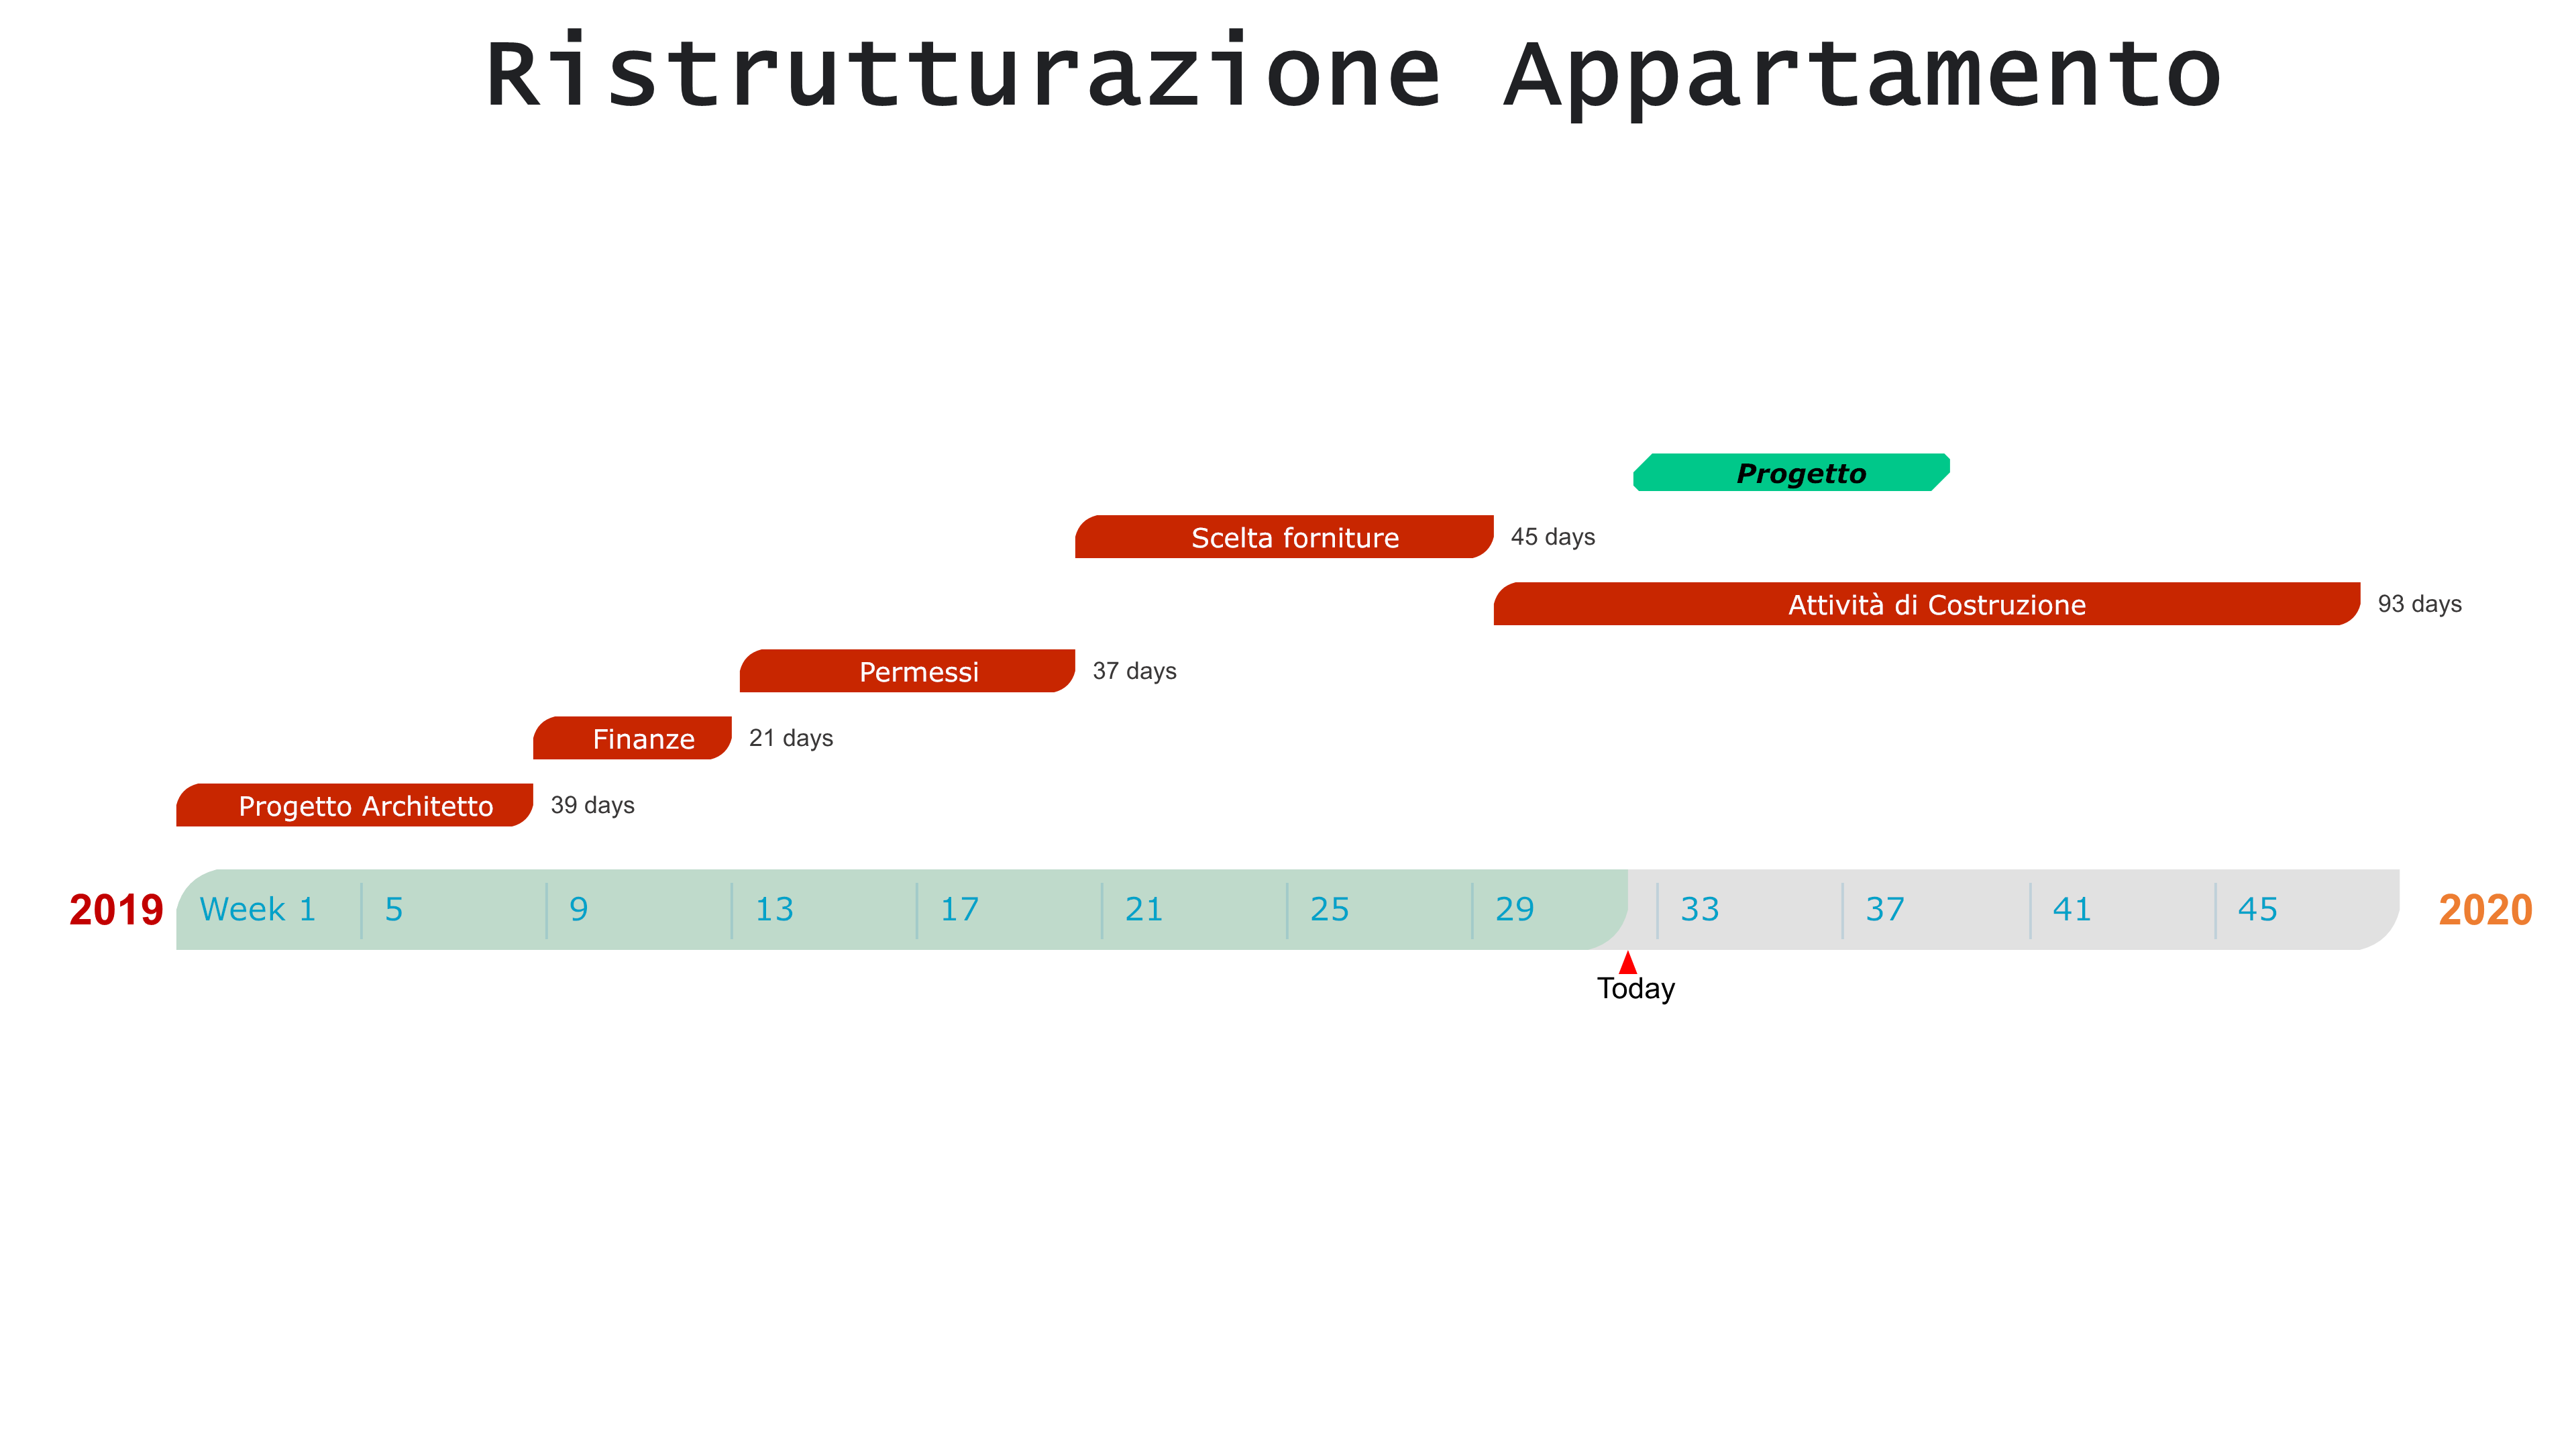 Ristrutturazione Appartamento
Progetto
Scelta forniture 45 days
Attività di Costruzione 93 days
Permessi 37 days
Finanze 21 days
Progetto Architetto 39 days
2019 Week 1 5 9 13 17 21 25 29 33 37 41 45 2020
Today